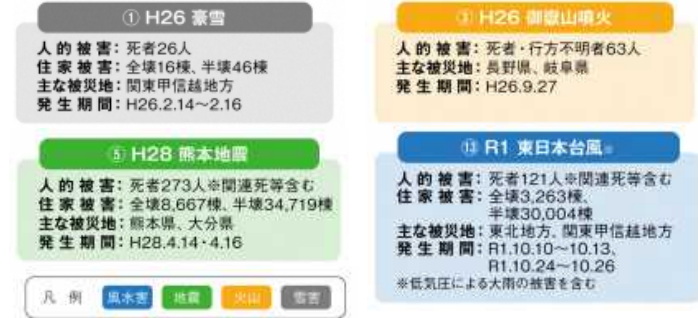 ① H26 豪雪
人的被害：死者26人
住家被害：全壊16棟、半壊46棟
主な被災地：関東甲信越地方
発生期間：H26.2.14～2.16
③ H26 御嶽山噴火
人的被害：死者・行方不明者63人
主な被災地：長野県、岐阜県
発生期間：H26.9.27
⑤ H28 熊本地震
人的被害：死者273人※関連死等含む
住家被害：全壊8,667棟、半壊34,719棟
主な被災地：熊本県、大分県
発生期間：H28.4.14・4.16
⑬ R1 東日本台風※
人的被害：死者121人※関連死等含む
住家被害：全壊3,263棟、
半壊30,004棟
主な被災地：東北地方、関東甲信越地方
発生期間：R1.10.10～10.13、
R1.10.24～10.26
※低気圧による大雨の被害を含む
凡例 風水害 地震 火山 雪害